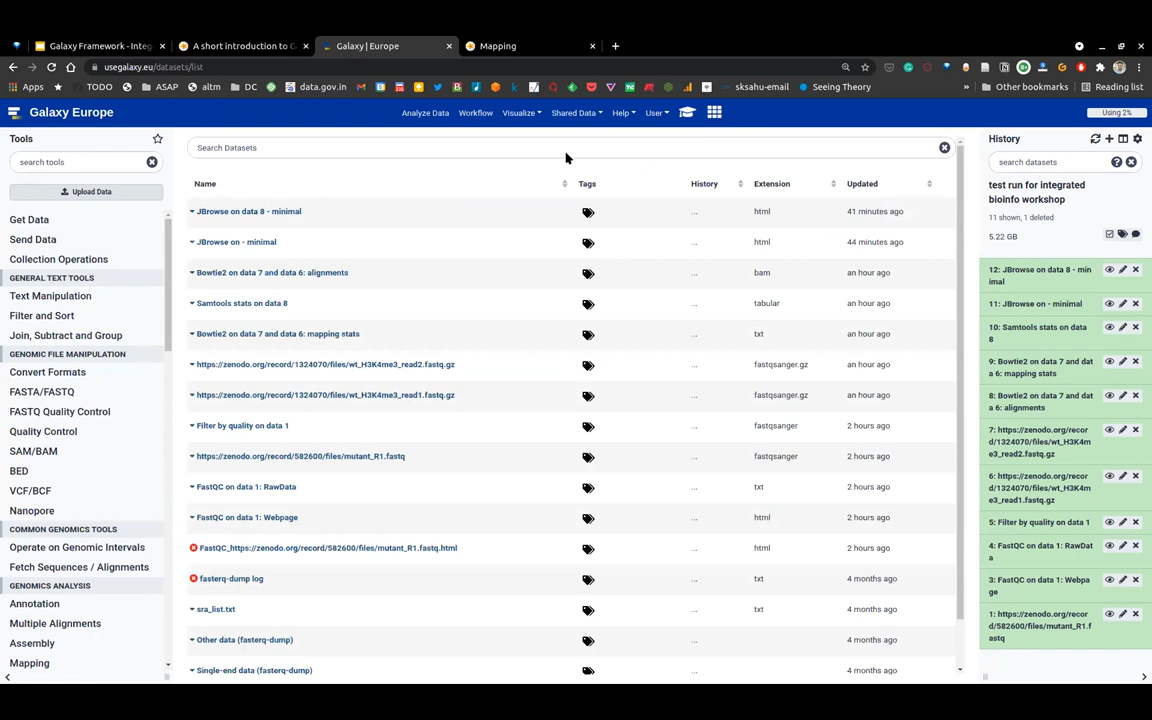 Galaxy Framework - Integ
A short introduction to G
Galaxy | Europe
Mapping
usegalaxy.eu/datasets/list
Apps
TODO
ASAP
altm
DC
data.gov.in
sksahu-email
Seeing Theory
Other bookmarks
Reading list
Galaxy Europe
Analyze Data
Workflow
Visualize
Shared Data
Help
User
Using 2%
Tools
search tools
Upload Data
Get Data
Send Data
Collection Operations
GENERAL TEXT TOOLS
Text Manipulation
Filter and Sort
Join, Subtract and Group
GENOMIC FILE MANIPULATION
Convert Formats
FASTA/FASTQ
FASTQ Quality Control
Quality Control
SAM/BAM
BED
VCF/BCF
Nanopore
COMMON GENOMICS TOOLS
Operate on Genomic Intervals
Fetch Sequences / Alignments
GENOMICS ANALYSIS
Annotation
Multiple Alignments
Assembly
Mapping
Search Datasets
Name Tags History Extension Updated
JBrowse on data 8 - minimal ... html 41 minutes ago
JBrowse on - minimal ... html 44 minutes ago
Bowtie2 on data 7 and data 6: alignments ... bam an hour ago
Samtools stats on data 8 ... tabular an hour ago
Bowtie2 on data 7 and data 6: mapping stats ... txt an hour ago
https://zenodo.org/record/1324070/files/wt_H3K4me3_read2.fastq.gz ... fastqsanger.gz an hour ago
https://zenodo.org/record/1324070/files/wt_H3K4me3_read1.fastq.gz ... fastqsanger.gz an hour ago
Filter by quality on data 1 ... fastqsanger 2 hours ago
https://zenodo.org/record/582600/files/mutant_R1.fastq ... fastqsanger 2 hours ago
FastQC on data 1: RawData ... txt 2 hours ago
FastQC on data 1: Webpage ... html 2 hours ago
FastQC_https://zenodo.org/record/582600/files/mutant_R1.fastq.html ... html 2 hours ago
fasterq-dump log ... txt 4 months ago
sra_list.txt ... txt 4 months ago
Other data (fasterq-dump) ... 4 months ago
Single-end data (fasterq-dump) ... 4 months ago
History
search datasets
test run for integrated
bioinfo workshop
11 shown, 1 deleted
5.22 GB
12: JBrowse on data 8 - min
imal
11: JBrowse on - minimal
10: Samtools stats on data
8
9: Bowtie2 on data 7 and dat
a 6: mapping stats
8: Bowtie2 on data 7 and dat
a 6: alignments
7: https://zenodo.org/recor
d/1324070/files/wt_H3K4m
e3_read2.fastq.gz
6: https://zenodo.org/recor
d/1324070/files/wt_H3K4m
e3_read1.fastq.gz
5: Filter by quality on data 1
4: FastQC on data 1: RawDat
a
3: FastQC on data 1: Webpa
ge
1: https://zenodo.org/recor
d/582600/files/mutant_R1.f
astq